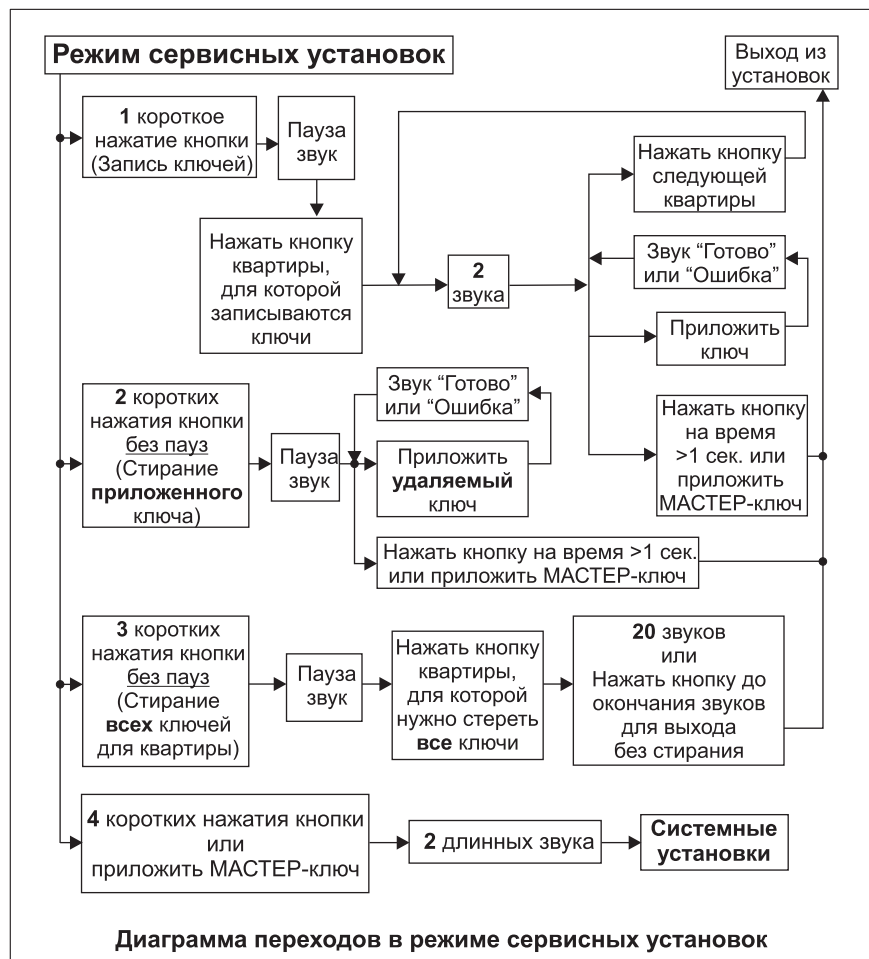 Режим сервисных установок
Выход из
установок
1 короткое
нажатие кнопки
(Запись ключей)
Пауза
звук
Нажать кнопку
квартиры,
для которой
записываются
ключи
2
звука
Нажать кнопку
следующей
квартиры
Звук “Готово”
или “Ошибка”
Приложить
ключ
Нажать кнопку
на время
>1 сек. или
приложить
МАСТЕР-ключ
2 коротких
нажатия кнопки
без пауз
(Стирание
приложенного
ключа)
Пауза
звук
Звук “Готово”
или “Ошибка”
Приложить
удаляемый
ключ
Нажать кнопку на время >1 сек.
или приложить МАСТЕР-ключ
3 коротких
нажатия кнопки
без пауз
(Стирание
всех ключей
для квартиры)
Пауза
звук
Нажать кнопку
квартиры,
для которой
нужно стереть
все ключи
20 звуков
или
Нажать кнопку до
окончания звуков
для выхода
без стирания
4 коротких нажатия кнопки
или
приложить МАСТЕР-ключ
2 длинных звука
Системные
установки
Диаграмма переходов в режиме сервисных установок